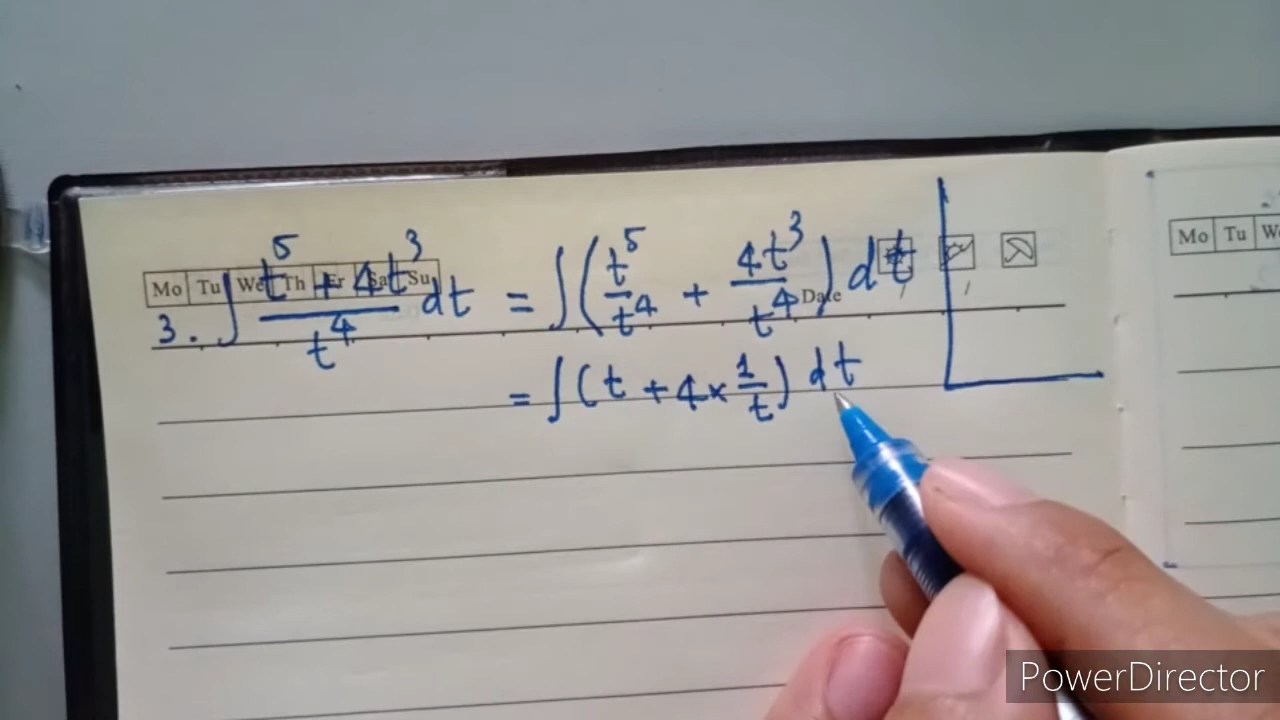 Mo Tu We Th Fr Sa Su
Date / /
3. ∫ (t⁵ + 4t³)/t⁴ dt = ∫ (t⁵/t⁴ + 4t³/t⁴) dt
= ∫ (t + 4 × 1/t) dt
Mo Tu We
PowerDirector